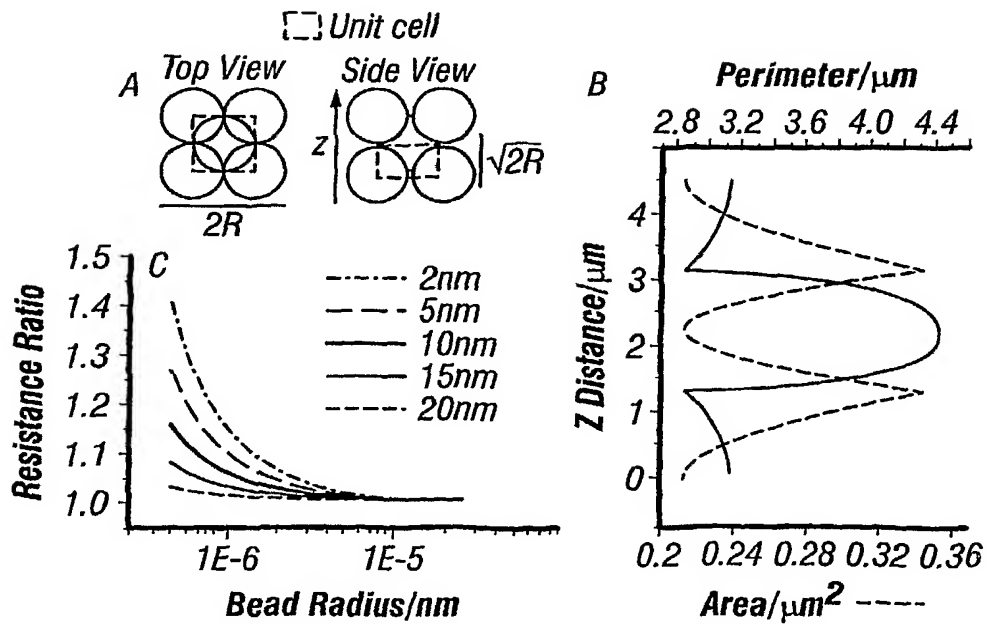 Unit cell
A
Top View
Side View
z
√2R
2R
B
Perimeter/μm
2.8 3.2 3.6 4.0 4.4
Z Distance/μm
4
3
2
1
0
0.2 0.24 0.28 0.32 0.36
Area/μm² ----
C
Resistance Ratio
1.5
1.4
1.3
1.2
1.1
1.0
2nm
5nm
10nm
15nm
20nm
1E-6 1E-5
Bead Radius/nm